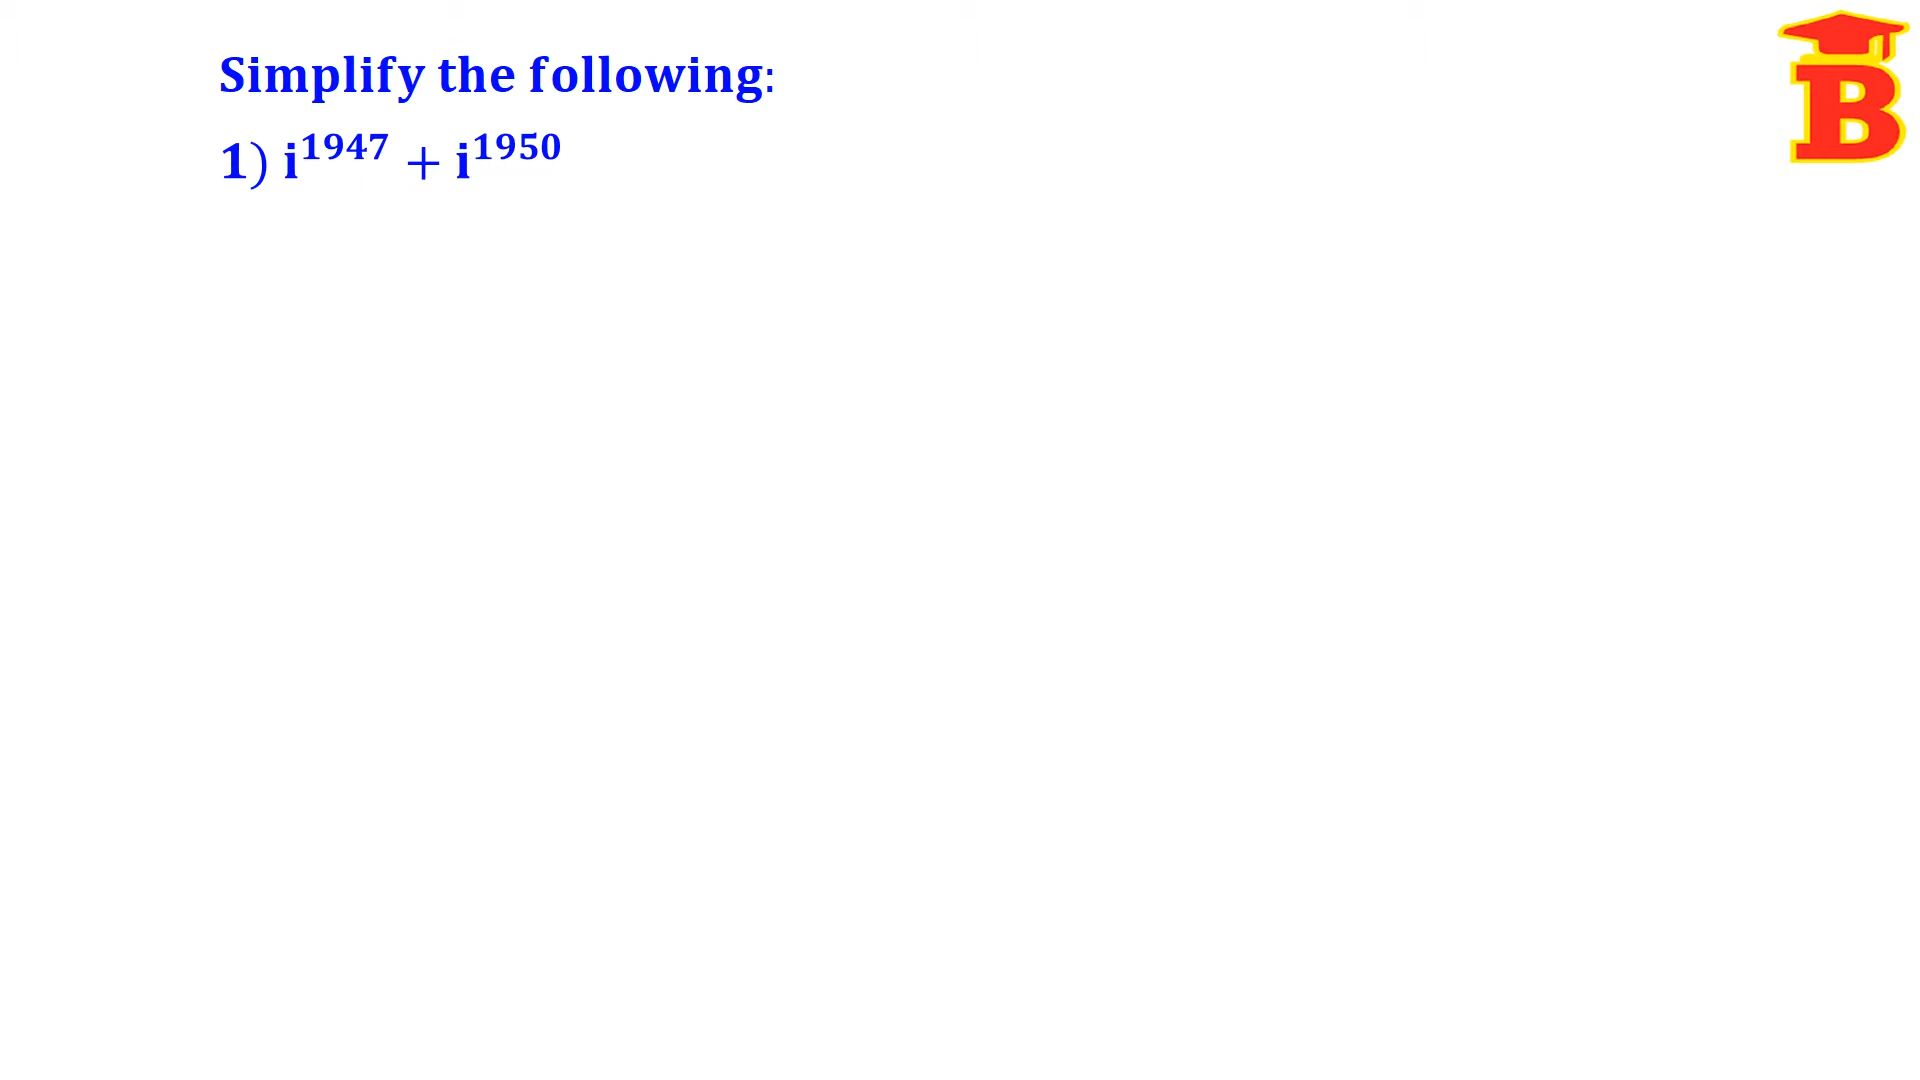 Simplify the following:
1) i¹⁹⁴⁷ + i¹⁹⁵⁰
B